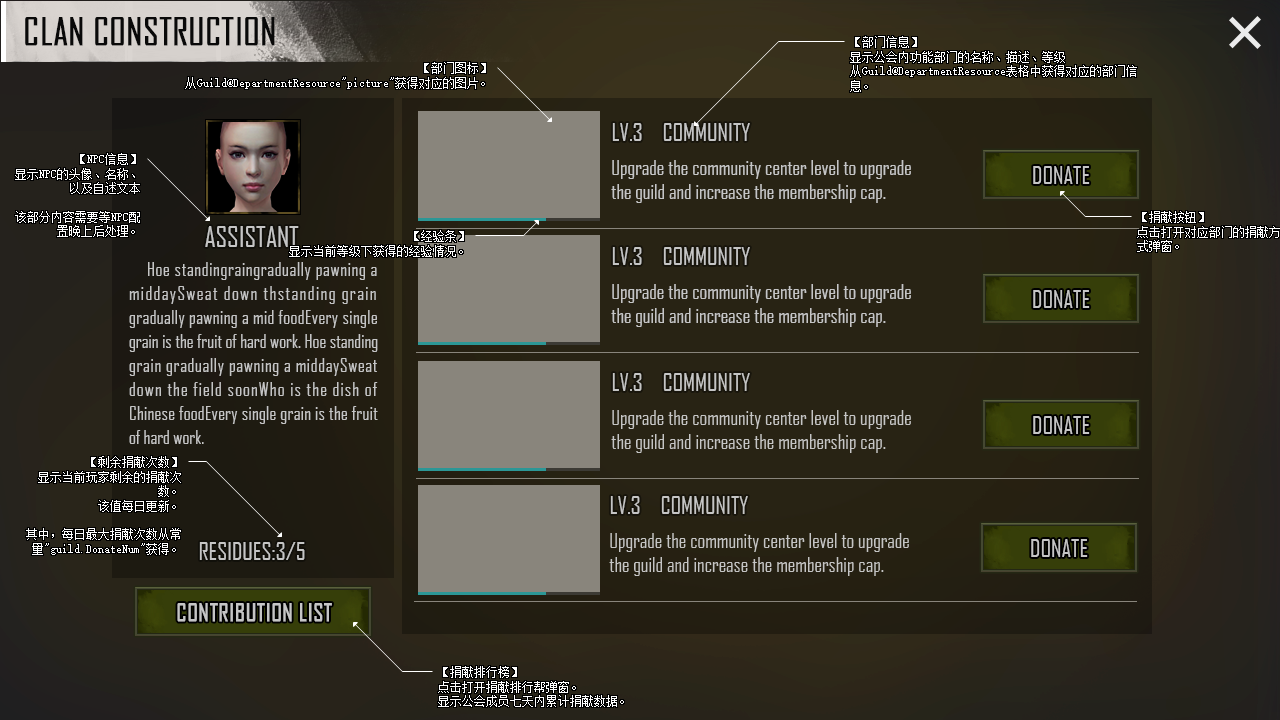 CLAN CONSTRUCTION
【部门图标】
从Guild@DepartmentResource"picture"获得对应的图片。
【部门信息】
显示公会内功能部门的名称、描述、等级
从Guild@DepartmentResource表格中获得对应的部门信
息。
【NPC信息】
显示NPC的头像、名称、
以及自述文本
该部分内容需要等NPC配
置晚上后处理。
ASSISTANT
Hoe standingraingradually pawning a
middaySweat down thstanding grain
gradually pawning a mid foodEvery single
grain is the fruit of hard work. Hoe standing
grain gradually pawning a middaySweat
down the field soonWho is the dish of
Chinese foodEvery single grain is the fruit
of hard work.
【剩余捐献次数】
显示当前玩家剩余的捐献次
数。
该值每日更新。
其中，每日最大捐献次数从常
量"guild.DonateNum"获得。
RESIDUES:3/5
CONTRIBUTION LIST
【捐献排行榜】
点击打开捐献排行帮弹窗。
显示公会成员七天内累计捐献数据。
LV.3 COMMUNITY
Upgrade the community center level to upgrade
the guild and increase the membership cap.
DONATE
【捐献按钮】
点击打开对应部门的捐献方
式弹窗。
【经验条】
显示当前等级下获得的经验情况。
LV.3 COMMUNITY
Upgrade the community center level to upgrade
the guild and increase the membership cap.
DONATE
LV.3 COMMUNITY
Upgrade the community center level to upgrade
the guild and increase the membership cap.
DONATE
LV.3 COMMUNITY
Upgrade the community center level to upgrade
the guild and increase the membership cap.
DONATE